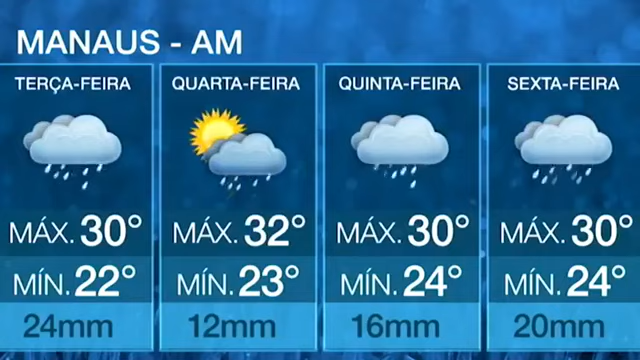 MANAUS - AM
TERÇA-FEIRA
MÁX. 30°
MÍN. 22°
24mm
QUARTA-FEIRA
MÁX. 32°
MÍN. 23°
12mm
QUINTA-FEIRA
MÁX. 30°
MÍN. 24°
16mm
SEXTA-FEIRA
MÁX. 30°
MÍN. 24°
20mm